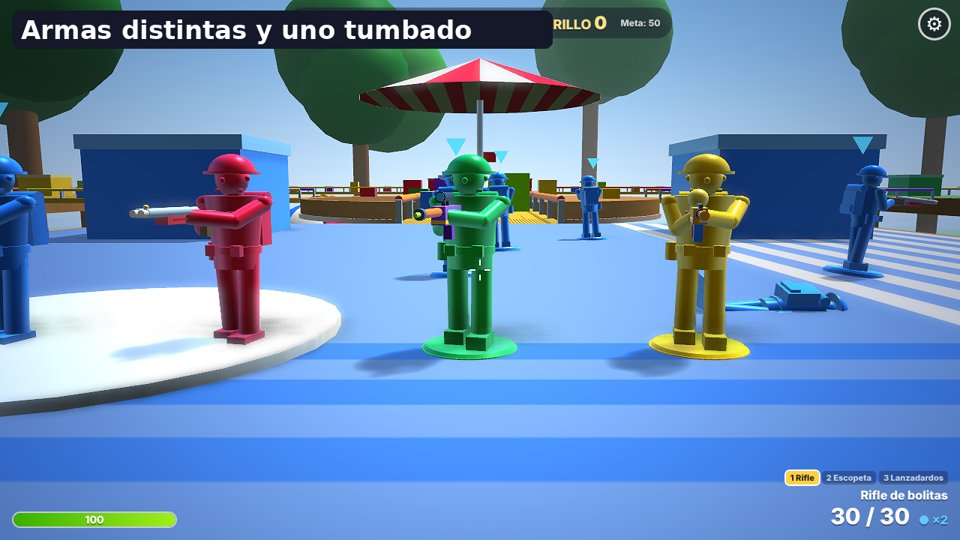 Armas distintas y uno tumbado
RILLO 0 Meta: 50
1 Rifle 2 Escopeta 3 Lanzadardos
Rifle de bolitas
30 / 30 ×2
100